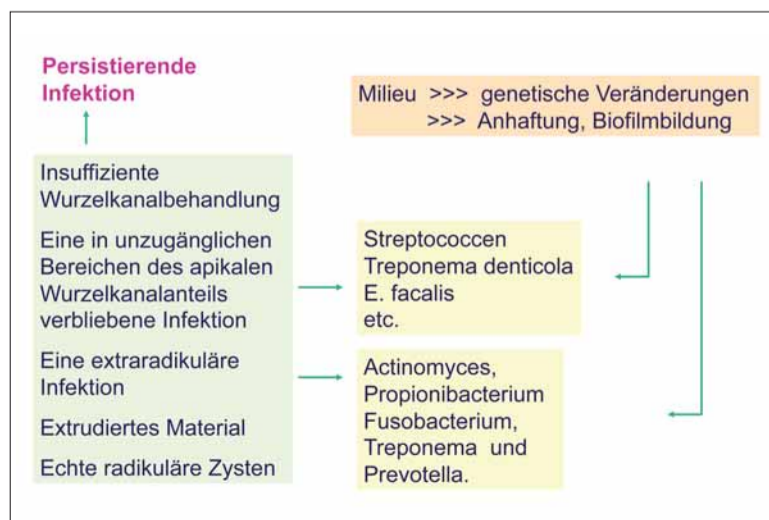 Persistierende
Infektion
Milieu >>> genetische Veränderungen
>>> Anhaftung, Biofilmbildung
Insuffiziente
Wurzelkanalbehandlung
Eine in unzugänglichen
Bereichen des apikalen
Wurzelkanalanteils
verbliebene Infektion
Eine extraradikuläre
Infektion
Extrudiertes Material
Echte radikuläre Zysten
Streptococcen
Treponema denticola
E. facalis
etc.
Actinomyces,
Propionibacterium
Fusobacterium,
Treponema und
Prevotella.